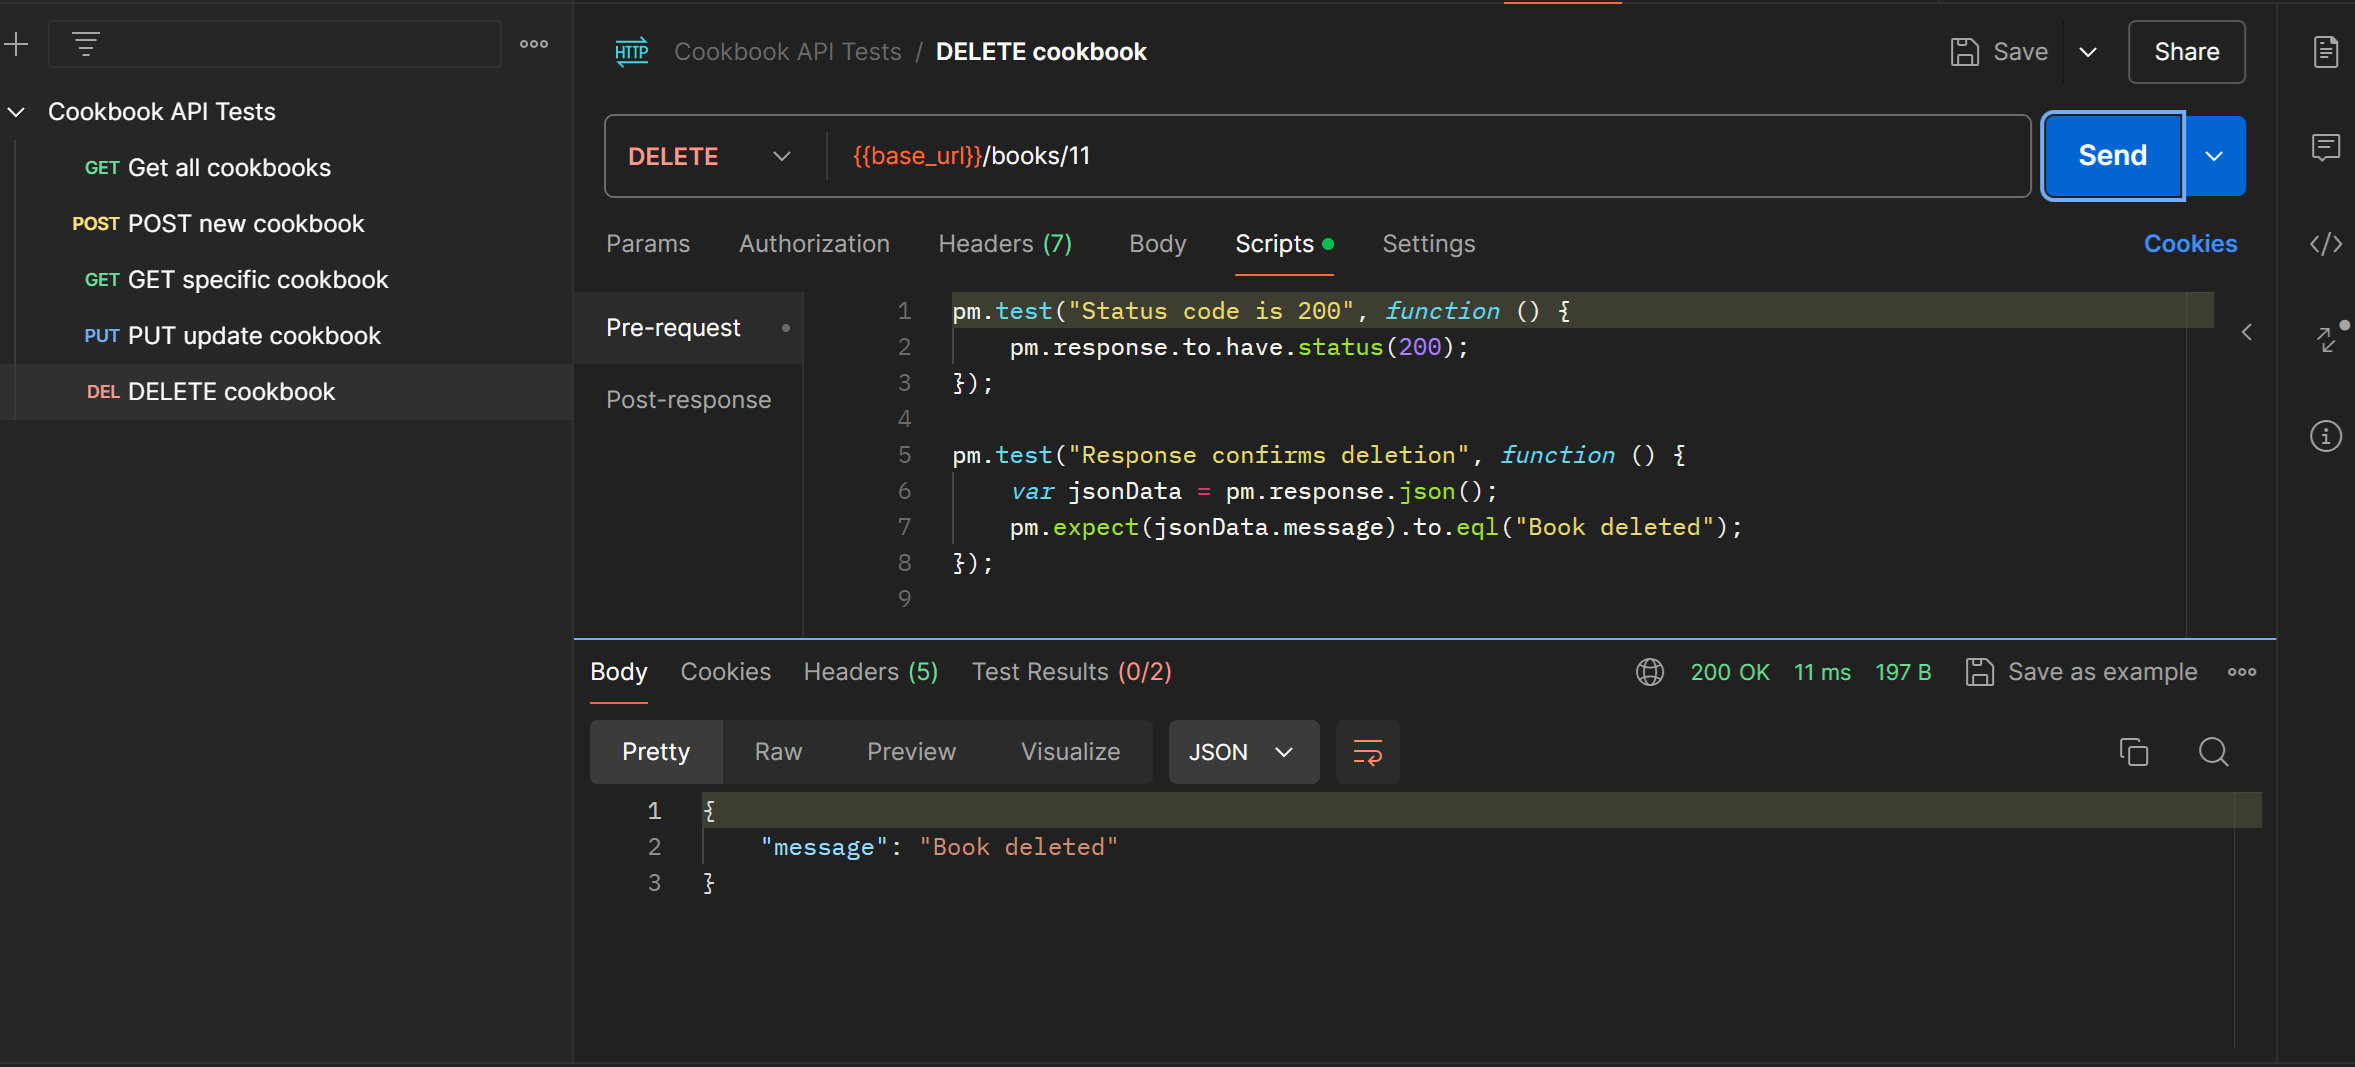 Cookbook API Tests
GET Get all cookbooks
POST POST new cookbook
GET GET specific cookbook
PUT PUT update cookbook
DEL DELETE cookbook
HTTP Cookbook API Tests / DELETE cookbook
Save
Share
DELETE {{base_url}}/books/11
Send
Params Authorization Headers (7) Body Scripts Settings
Cookies
Pre-request
Post-response
1 pm.test("Status code is 200", function () {
2 pm.response.to.have.status(200);
3 });
4
5 pm.test("Response confirms deletion", function () {
6 var jsonData = pm.response.json();
7 pm.expect(jsonData.message).to.eql("Book deleted");
8 });
9
Body Cookies Headers (5) Test Results (0/2)
200 OK 11 ms 197 B Save as example
Pretty Raw Preview Visualize JSON
1 {
2 "message": "Book deleted"
3 }